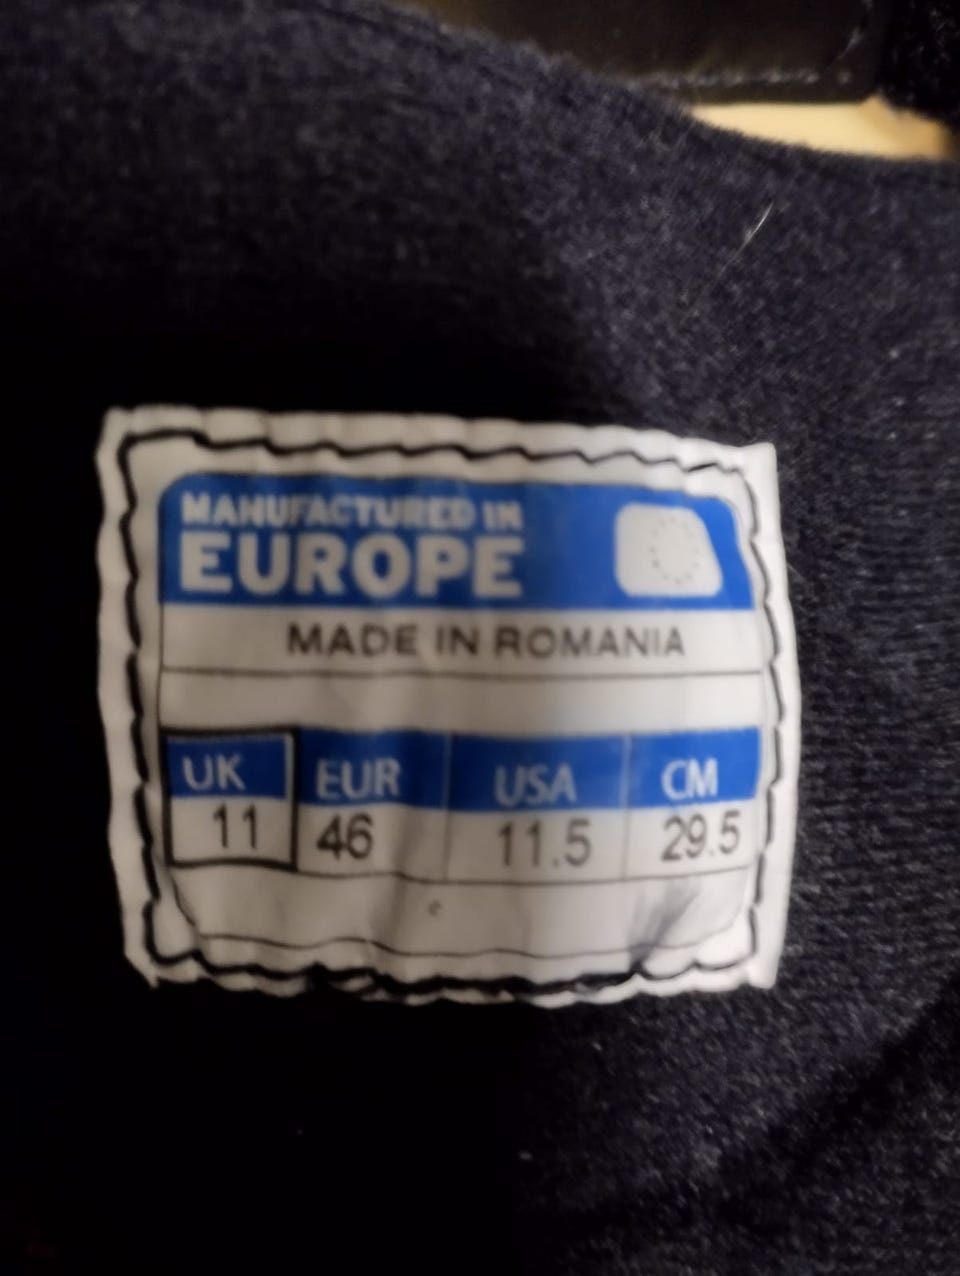 MANUFACTURED IN
EUROPE
MADE IN ROMANIA
UK EUR USA CM
11 46 11.5 29.5